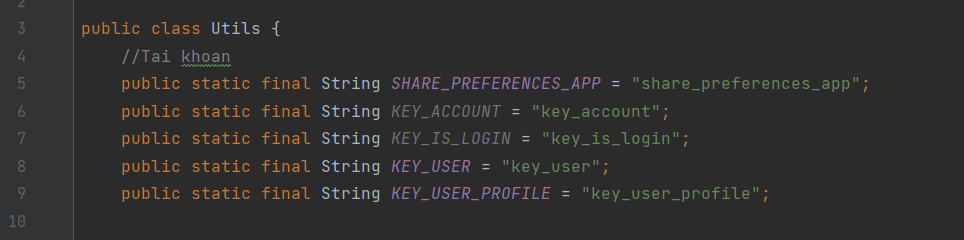 2
3 public class Utils {
4 //Tai khoan
5 public static final String SHARE_PREFERENCES_APP = "share_preferences_app";
6 public static final String KEY_ACCOUNT = "key_account";
7 public static final String KEY_IS_LOGIN = "key_is_login";
8 public static final String KEY_USER = "key_user";
9 public static final String KEY_USER_PROFILE = "key_user_profile";
10